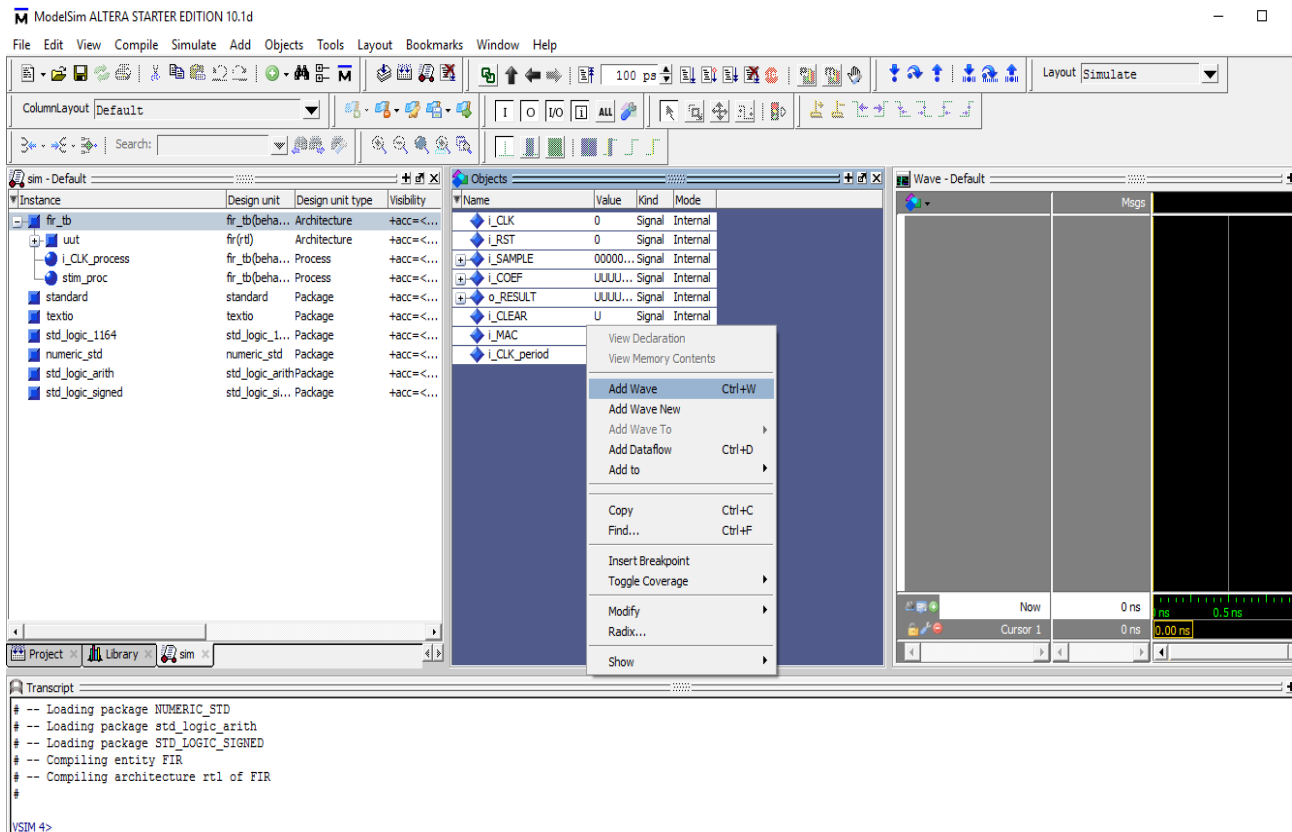 ModelSim ALTERA STARTER EDITION 10.1d
File Edit View Compile Simulate Add Objects Tools Layout Bookmarks Window Help
100 ps
Layout Simulate
ColumnLayout Default
I O I/O i ALL
Search:
sim - Default
Instance Design unit Design unit type Visibility
fir_tb fir_tb(beha... Architecture +acc=<...
uut fir(rtl) Architecture +acc=<...
i_CLK_process fir_tb(beha... Process +acc=<...
stim_proc fir_tb(beha... Process +acc=<...
standard standard Package +acc=<...
textio textio Package +acc=<...
std_logic_1164 std_logic_1... Package +acc=<...
numeric_std numeric_std Package +acc=<...
std_logic_arith std_logic_arith Package +acc=<...
std_logic_signed std_logic_si... Package +acc=<...
Project Library sim
Objects
Name Value Kind Mode
i_CLK 0 Signal Internal
i_RST 0 Signal Internal
i_SAMPLE 00000... Signal Internal
i_COEF UUUU... Signal Internal
o_RESULT UUUU... Signal Internal
i_CLEAR U Signal Internal
i_MAC
i_CLK_period
View Declaration
View Memory Contents
Add Wave Ctrl+W
Add Wave New
Add Wave To
Add Dataflow Ctrl+D
Add to
Copy Ctrl+C
Find... Ctrl+F
Insert Breakpoint
Toggle Coverage
Modify
Radix...
Show
Wave - Default
Msgs
Now 0 ns ns 0.5 ns
Cursor 1 0 ns 0.00 ns
Transcript
# -- Loading package NUMERIC_STD
# -- Loading package std_logic_arith
# -- Loading package STD_LOGIC_SIGNED
# -- Compiling entity FIR
# -- Compiling architecture rtl of FIR
#
VSIM 4>